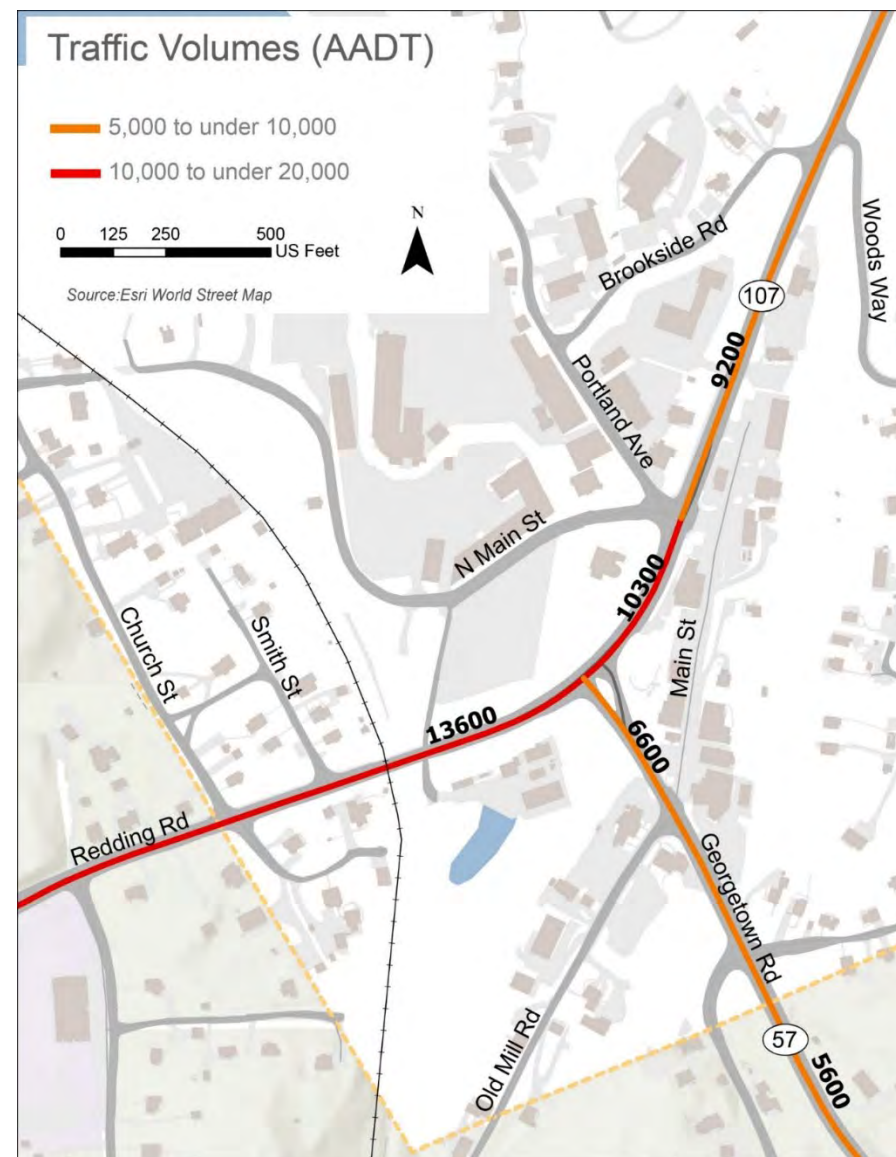 Traffic Volumes (AADT)
5,000 to under 10,000
10,000 to under 20,000
0 125 250 500
US Feet
N
Source:Esri World Street Map
Woods Way
Brookside Rd
107
9200
Portland Ave
N Main St
10300
Church St
Smith St
Main St
13600
6600
Redding Rd
Georgetown Rd
Old Mill Rd
57
5600